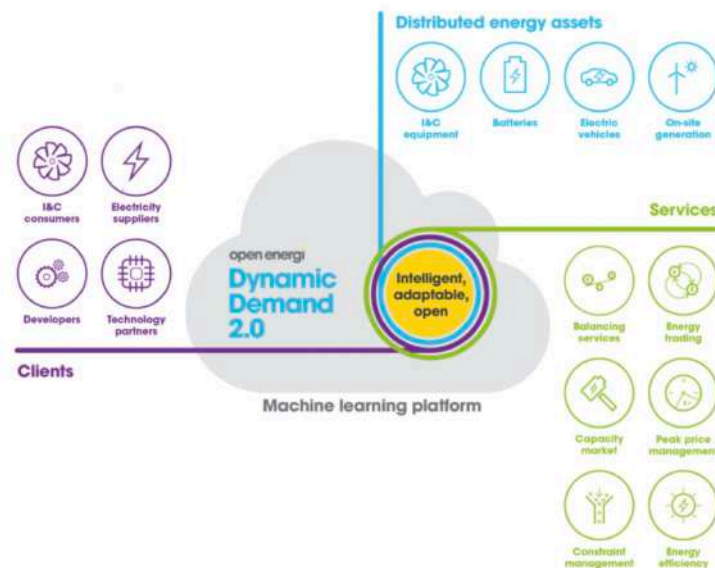 Distributed energy assets
I&C
equipment
Batteries
Electric
vehicles
On-site
generation
I&C
consumers
Electricity
suppliers
Developers
Technology
partners
Clients
open energi
Dynamic
Demand
2.0
Intelligent,
adaptable,
open
Machine learning platform
Services
Balancing
services
Energy
trading
Capacity
market
Peak price
management
Constraint
management
Energy
efficiency